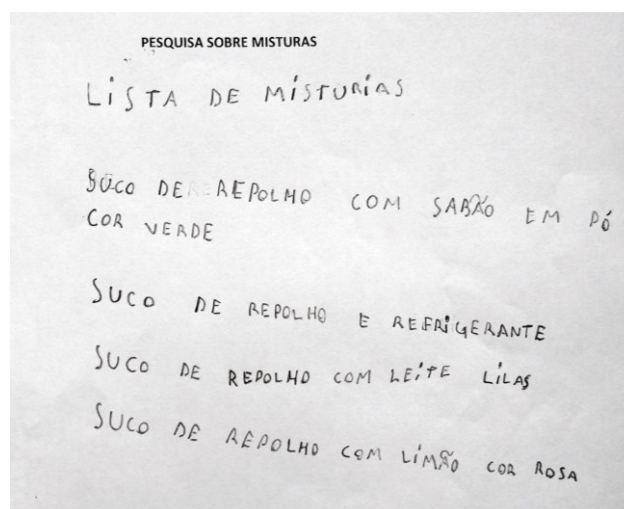 PESQUISA SOBRE MISTURAS
LISTA DE MISTURIAS
SUCO DE REPOLHO COM SABÃO EM PÓ
COR VERDE
SUCO DE REPOLHO E REFRIGERANTE
SUCO DE REPOLHO COM LEITE LILAS
SUCO DE REPOLHO COM LIMÃO COR ROSA